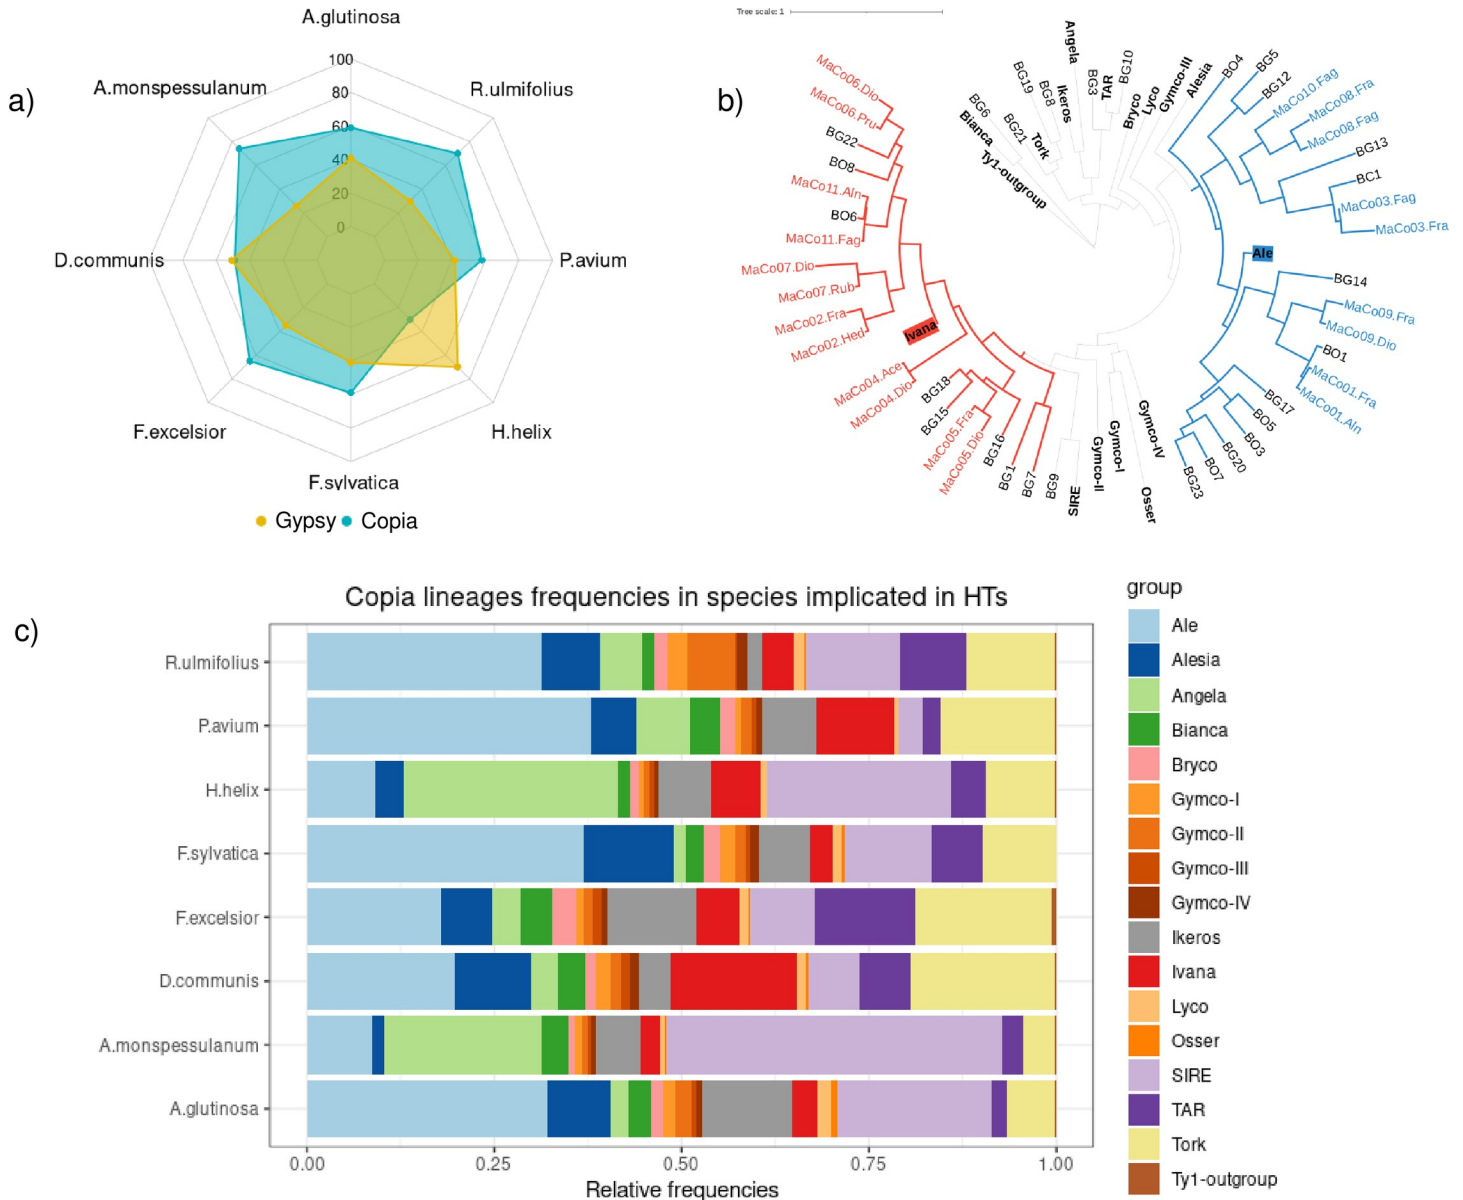 a)
A.glutinosa
A.monspessulanum
R.ulmifolius
100
80
60
40
20
0
D.communis
P.avium
F.excelsior
H.helix
F.sylvatica
Gypsy
Copia
b)
Tree scale: 1
MaCo06.Dio
MaCo06.Pru
BG22
BO8
MaCo11.Aln
BO6
MaCo11.Fag
MaCo07.Dio
MaCo07.Rub
MaCo02.Fra
MaCo02.Hed
Ivana
MaCo04.Ace
MaCo04.Dio
BG18
BG15
MaCo05.Fra
MaCo05.Dio
BG16
BG1
BG7
BG9
SIRE
Gymco-II
Gymco-I
Osser
Gymco-IV
BG23
BO7
BG20
BO3
BO5
BG17
MaCo01.Aln
MaCo01.Fra
BO1
MaCo09.Dio
MaCo09.Fra
BG14
Ale
MaCo03.Fra
MaCo03.Fag
BC1
BG13
MaCo08.Fag
MaCo08.Fra
MaCo10.Fag
BG12
BG5
BO4
Alesia
Gymco-III
Lyco
Bryco
BG10
TAR
BG3
Angela
Ikeros
BG8
BG19
Tork
BG21
BG6
Bianca
Ty1-outgroup
c)
Copia lineages frequencies in species implicated in HTs
R.ulmifolius
P.avium
H.helix
F.sylvatica
F.excelsior
D.communis
A.monspessulanum
A.glutinosa
0.00
0.25
0.50
0.75
1.00
Relative frequencies
group
Ale
Alesia
Angela
Bianca
Bryco
Gymco-I
Gymco-II
Gymco-III
Gymco-IV
Ikeros
Ivana
Lyco
Osser
SIRE
TAR
Tork
Ty1-outgroup